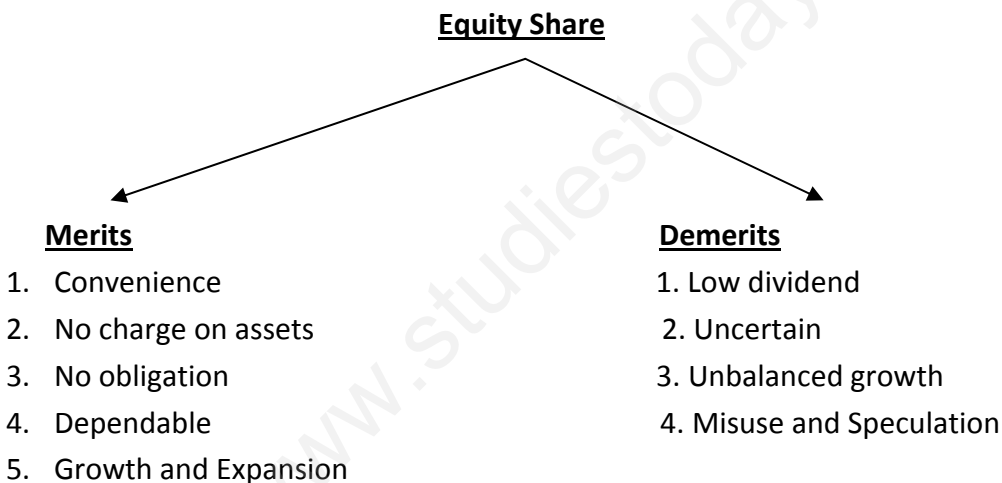 Equity Share
Merits
1. Convenience
2. No charge on assets
3. No obligation
4. Dependable
5. Growth and Expansion
Demerits
1. Low dividend
2. Uncertain
3. Unbalanced growth
4. Misuse and Speculation
ww.studiestoday